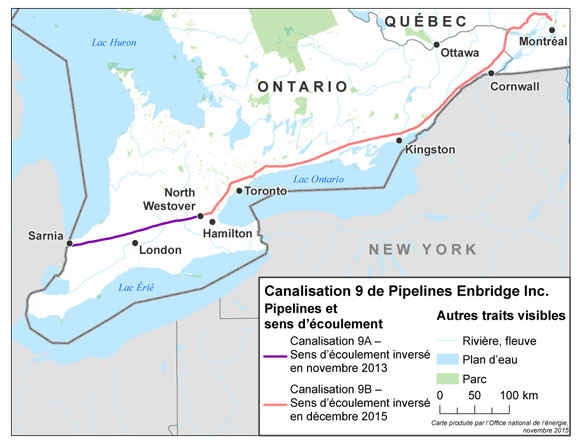 QUÉBEC
Lac Huron
Montréal
Ottawa
ONTARIO
Cornwall
Kingston
Lac Ontario
North
Westover
Toronto
Sarnia
Hamilton
London
NEW YORK
Lac Érié
Canalisation 9 de Pipelines Enbridge Inc.
Pipelines et
sens d'écoulement
Canalisation 9A –
Sens d'écoulement inversé
en novembre 2013
Canalisation 9B –
Sens d'écoulement inversé
en décembre 2015
Autres traits visibles
Rivière, fleuve
Plan d'eau
Parc
0 50 100 km
Carte produite par l'Office national de l'énergie,
novembre 2015